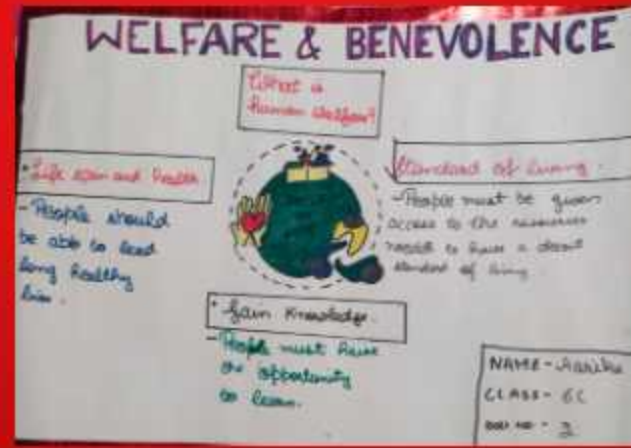 WELFARE & BENEVOLENCE
What is
human welfare?
• Life span and health
- People should
be able to lead
long healthy
lives.
Standard of living.
- People must be given
access to the resources
needed to have a decent
standard of living.
• Gain Knowledge.
- People must have
the opportunity
to learn.
NAME -
CLASS - 6C
- 2